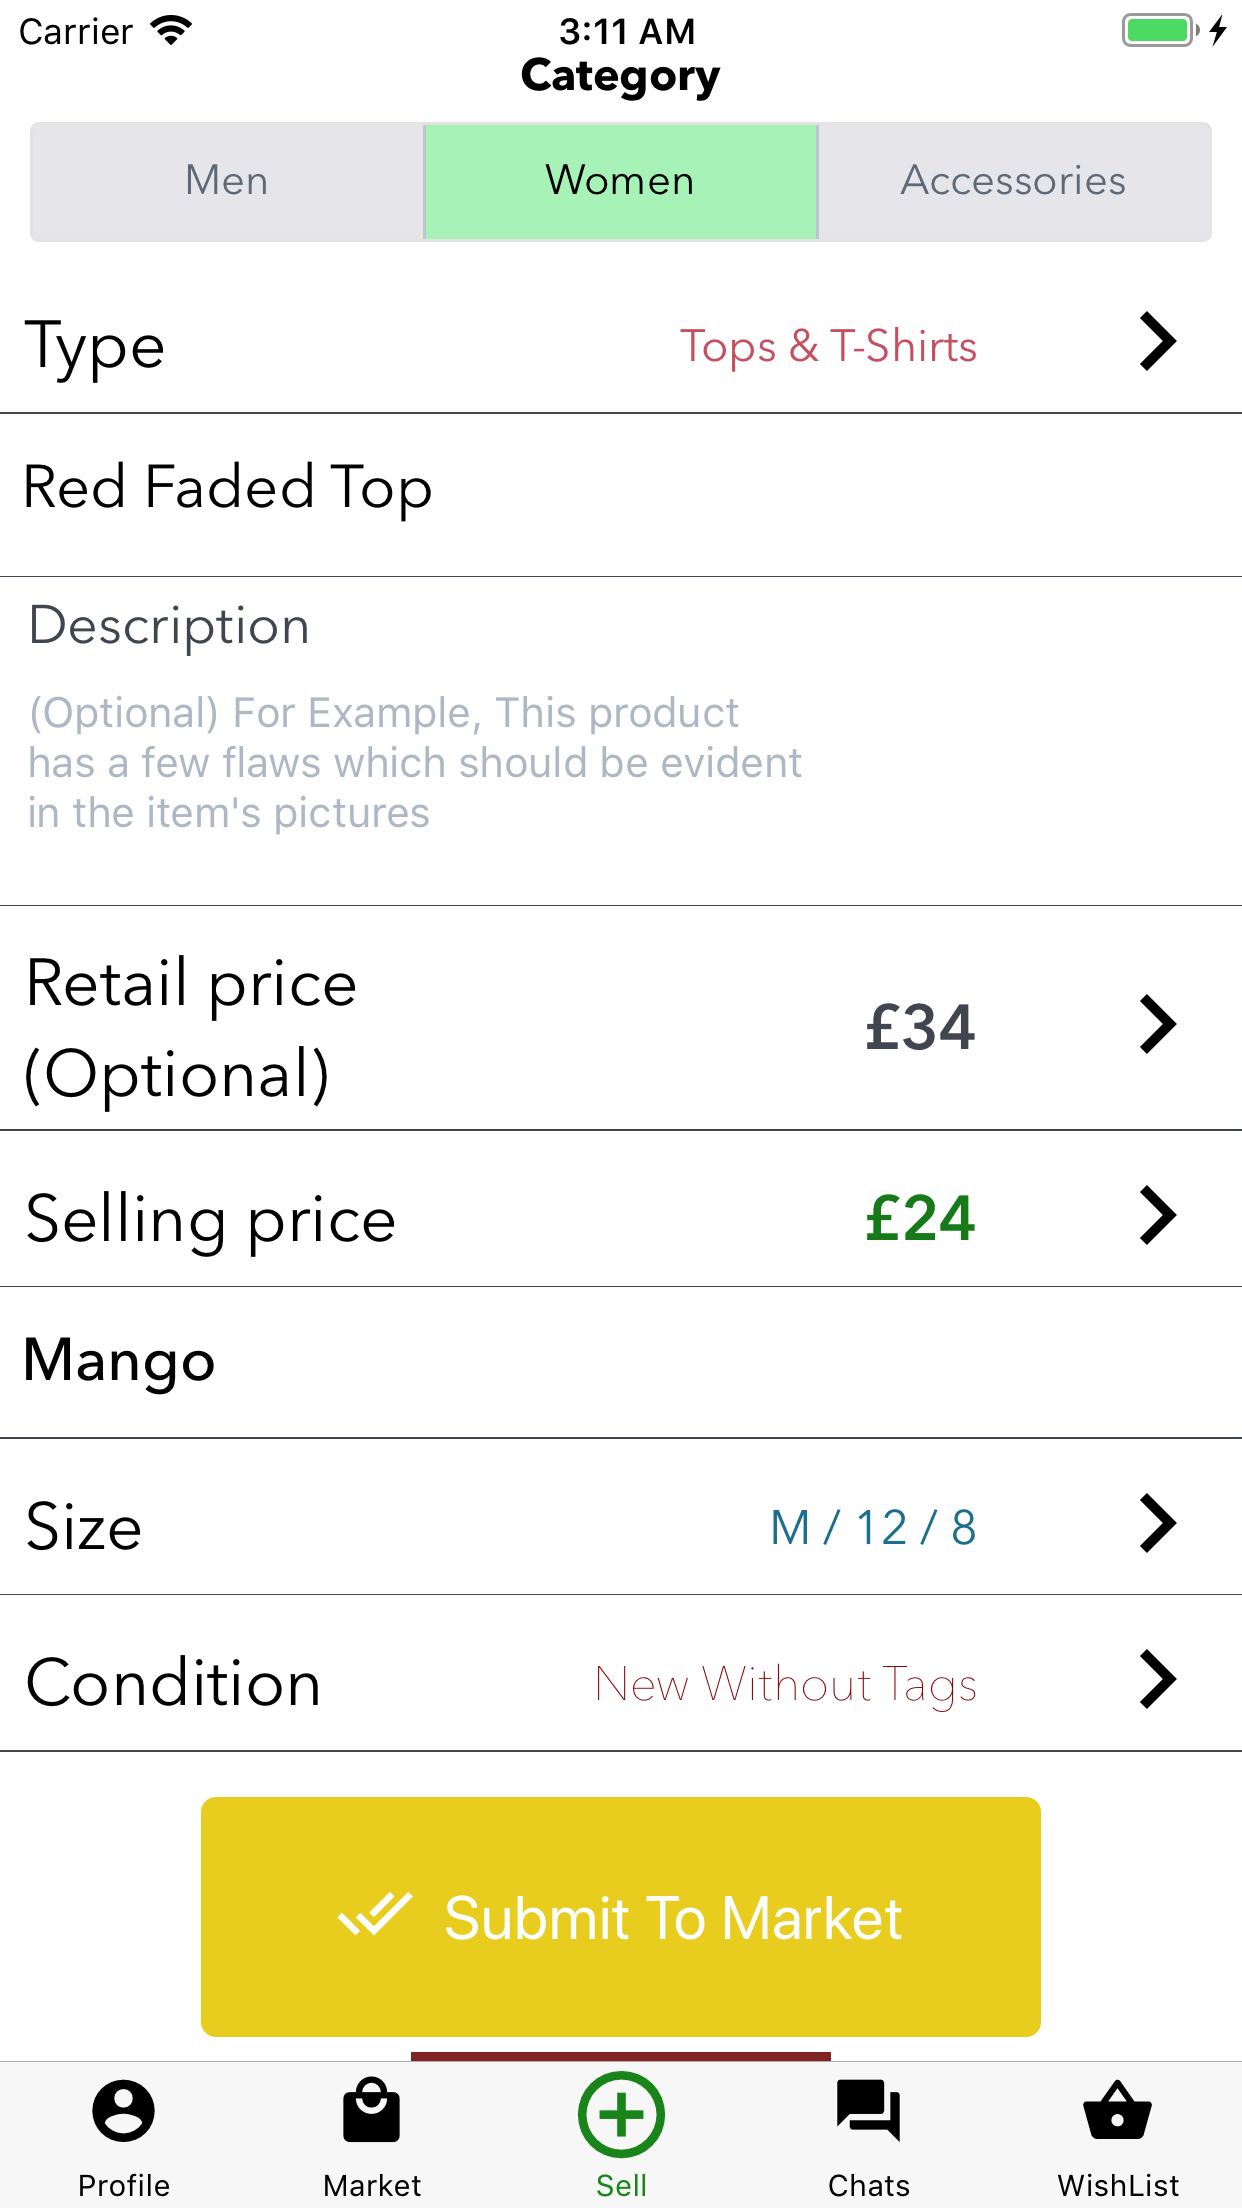 Carrier 3:11 AM
Category
Men Women Accessories
Type Tops & T-Shirts
Red Faded Top
Description
(Optional) For Example, This product
has a few flaws which should be evident
in the item's pictures
Retail price
(Optional) £34
Selling price £24
Mango
Size M / 12 / 8
Condition New Without Tags
Submit To Market
Profile Market Sell Chats WishList